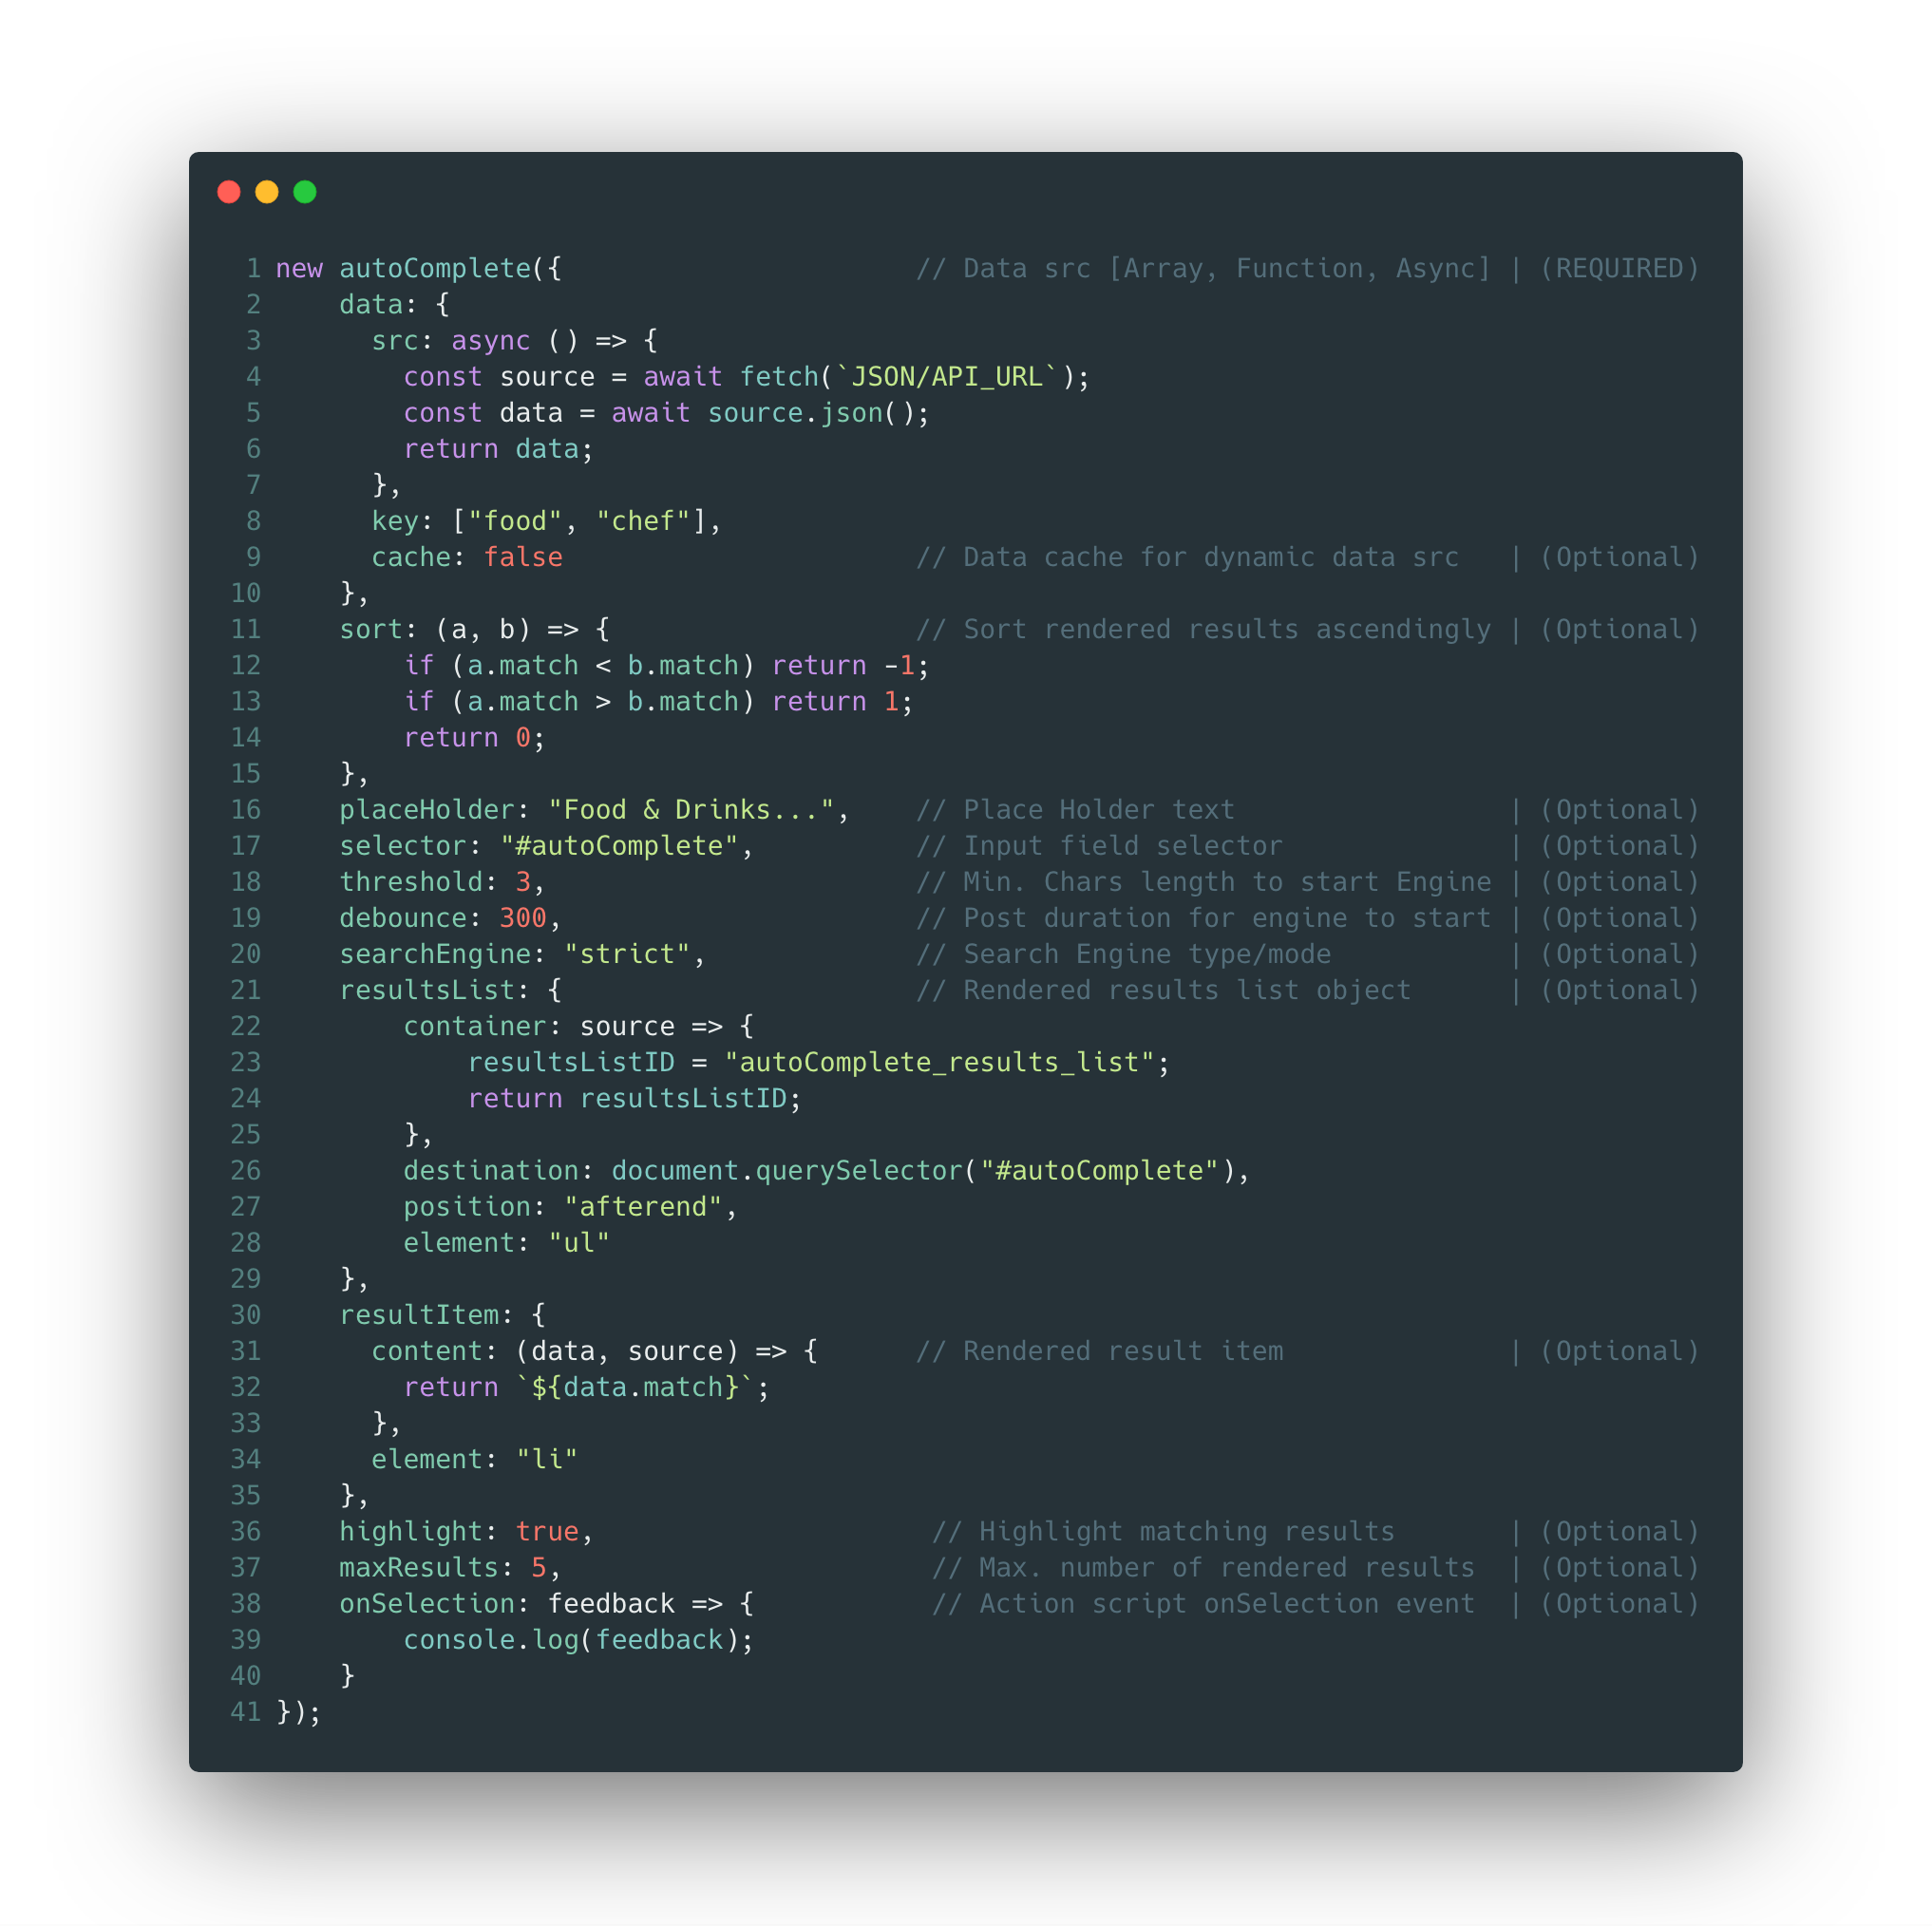 1 new autoComplete({                      // Data src [Array, Function, Async] | (REQUIRED)
2     data: {
3       src: async () => {
4         const source = await fetch(`JSON/API_URL`);
5         const data = await source.json();
6         return data;
7       },
8       key: ["food", "chef"],
9       cache: false                      // Data cache for dynamic data src   | (Optional)
10     },
11     sort: (a, b) => {                   // Sort rendered results ascendingly | (Optional)
12         if (a.match < b.match) return -1;
13         if (a.match > b.match) return 1;
14         return 0;
15     },
16     placeHolder: "Food & Drinks...",    // Place Holder text                 | (Optional)
17     selector: "#autoComplete",          // Input field selector              | (Optional)
18     threshold: 3,                       // Min. Chars length to start Engine | (Optional)
19     debounce: 300,                      // Post duration for engine to start | (Optional)
20     searchEngine: "strict",             // Search Engine type/mode           | (Optional)
21     resultsList: {                      // Rendered results list object      | (Optional)
22         container: source => {
23             resultsListID = "autoComplete_results_list";
24             return resultsListID;
25         },
26         destination: document.querySelector("#autoComplete"),
27         position: "afterend",
28         element: "ul"
29     },
30     resultItem: {
31       content: (data, source) => {      // Rendered result item              | (Optional)
32         return `${data.match}`;
33       },
34       element: "li"
35     },
36     highlight: true,                     // Highlight matching results       | (Optional)
37     maxResults: 5,                       // Max. number of rendered results  | (Optional)
38     onSelection: feedback => {           // Action script onSelection event  | (Optional)
39         console.log(feedback);
40     }
41 });